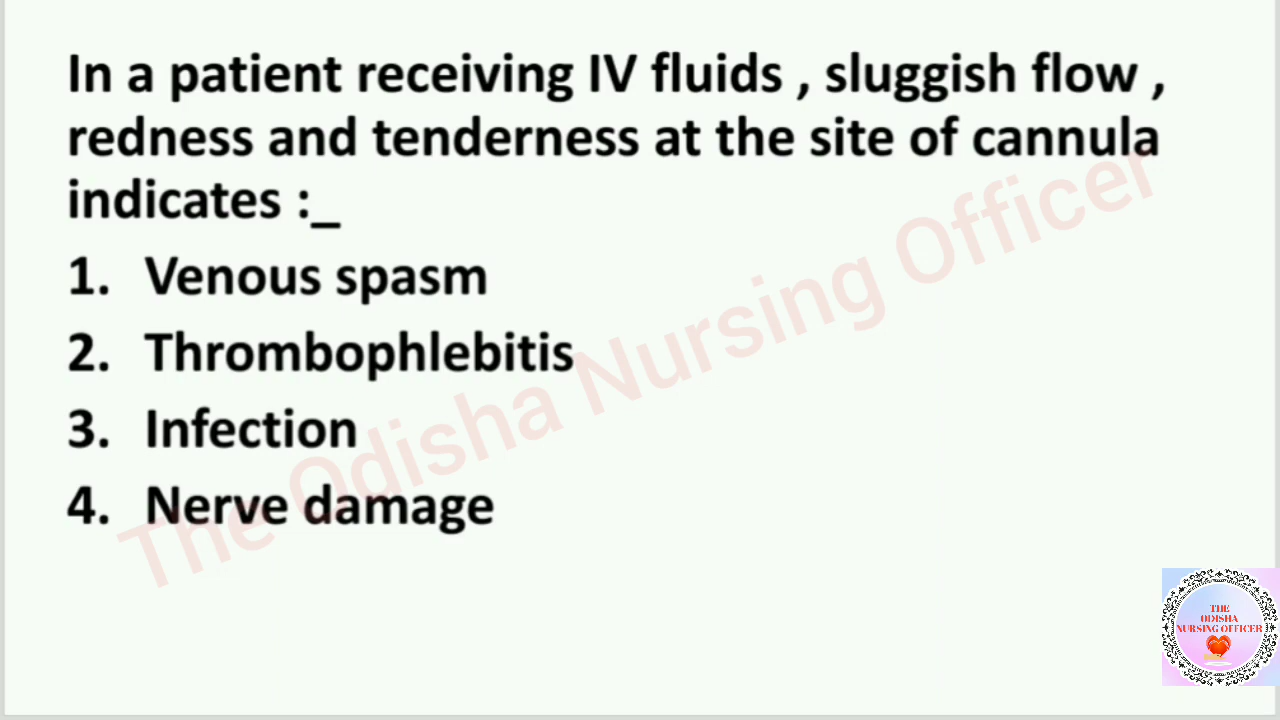 In a patient receiving IV fluids , sluggish flow ,
redness and tenderness at the site of cannula
indicates :_
1. Venous spasm
2. Thrombophlebitis
3. Infection
4. Nerve damage
The Odisha Nursing Officer
THE
ODISHA
NURSING OFFICER